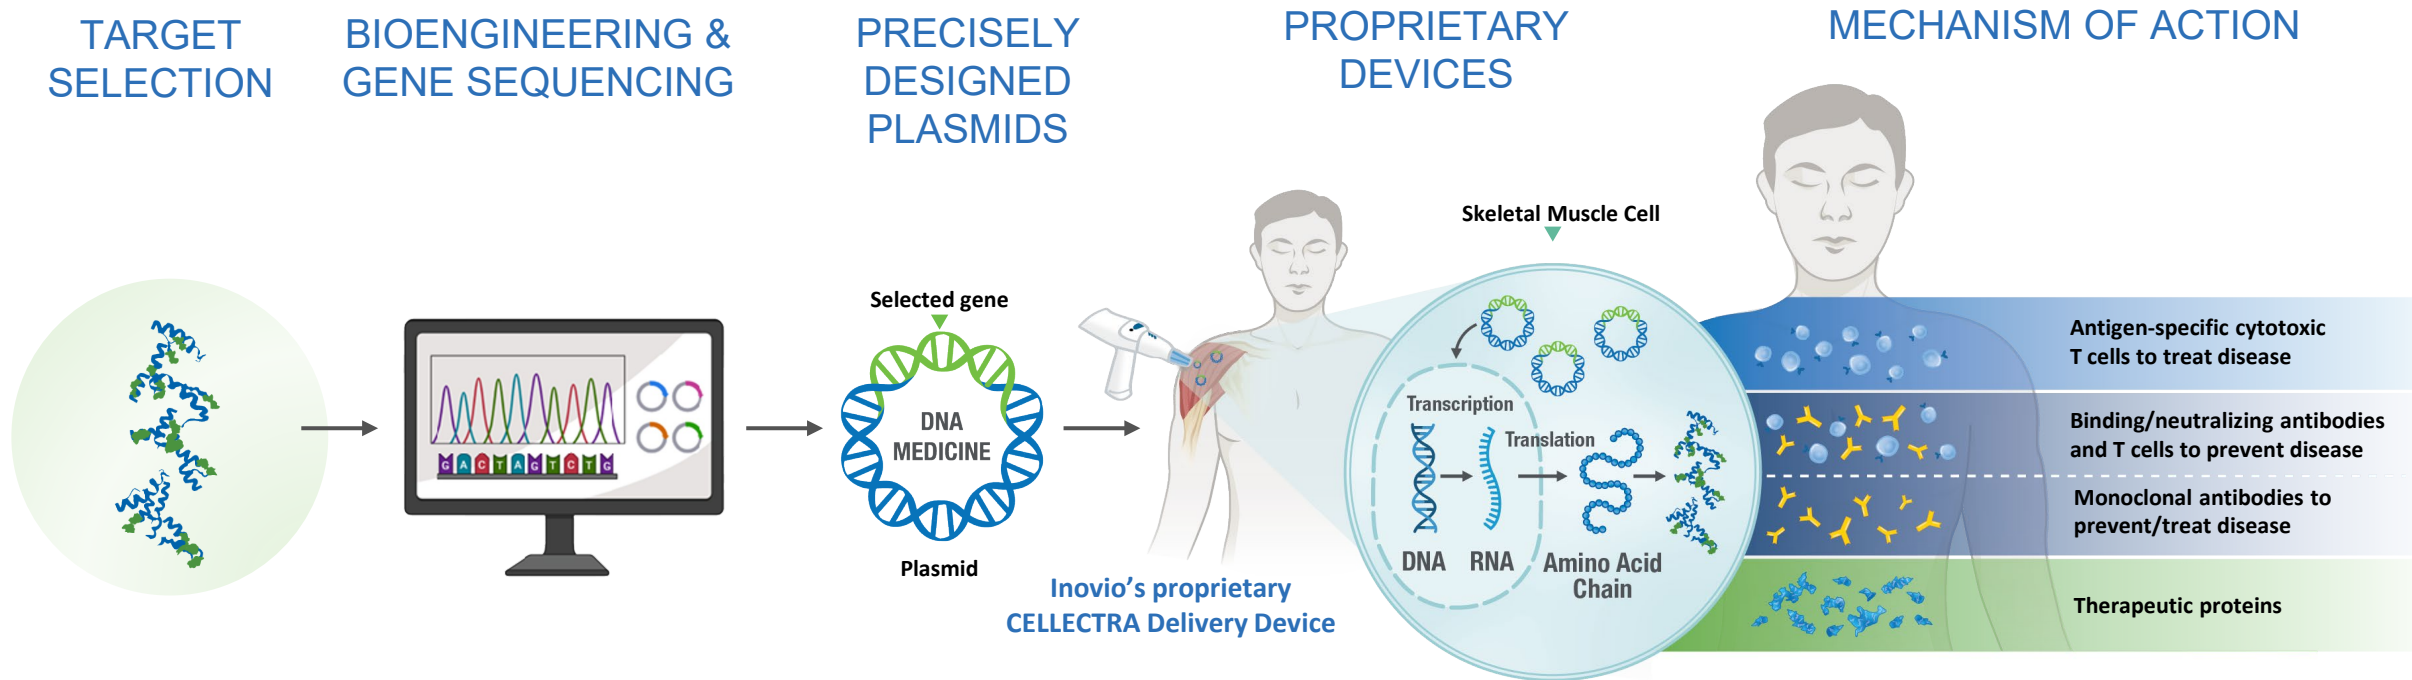 TARGET
SELECTION
BIOENGINEERING &
GENE SEQUENCING
PRECISELY
DESIGNED
PLASMIDS
PROPRIETARY
DEVICES
MECHANISM OF ACTION
G A C T A G T C T G
Selected gene
DNA
MEDICINE
Plasmid
Inovio’s proprietary
CELLECTRA Delivery Device
Skeletal Muscle Cell
Transcription
Translation
DNA
RNA
Amino Acid
Chain
Antigen-specific cytotoxic
T cells to treat disease
Binding/neutralizing antibodies
and T cells to prevent disease
Monoclonal antibodies to
prevent/treat disease
Therapeutic proteins